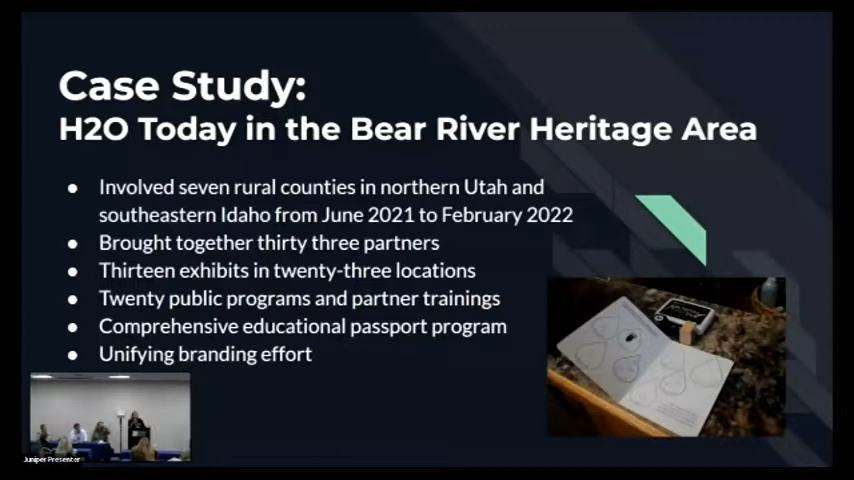 Case Study:
H2O Today in the Bear River Heritage Area
● Involved seven rural counties in northern Utah and
southeastern Idaho from June 2021 to February 2022
● Brought together thirty three partners
● Thirteen exhibits in twenty-three locations
● Twenty public programs and partner trainings
● Comprehensive educational passport program
● Unifying branding effort
Juniper Presenter